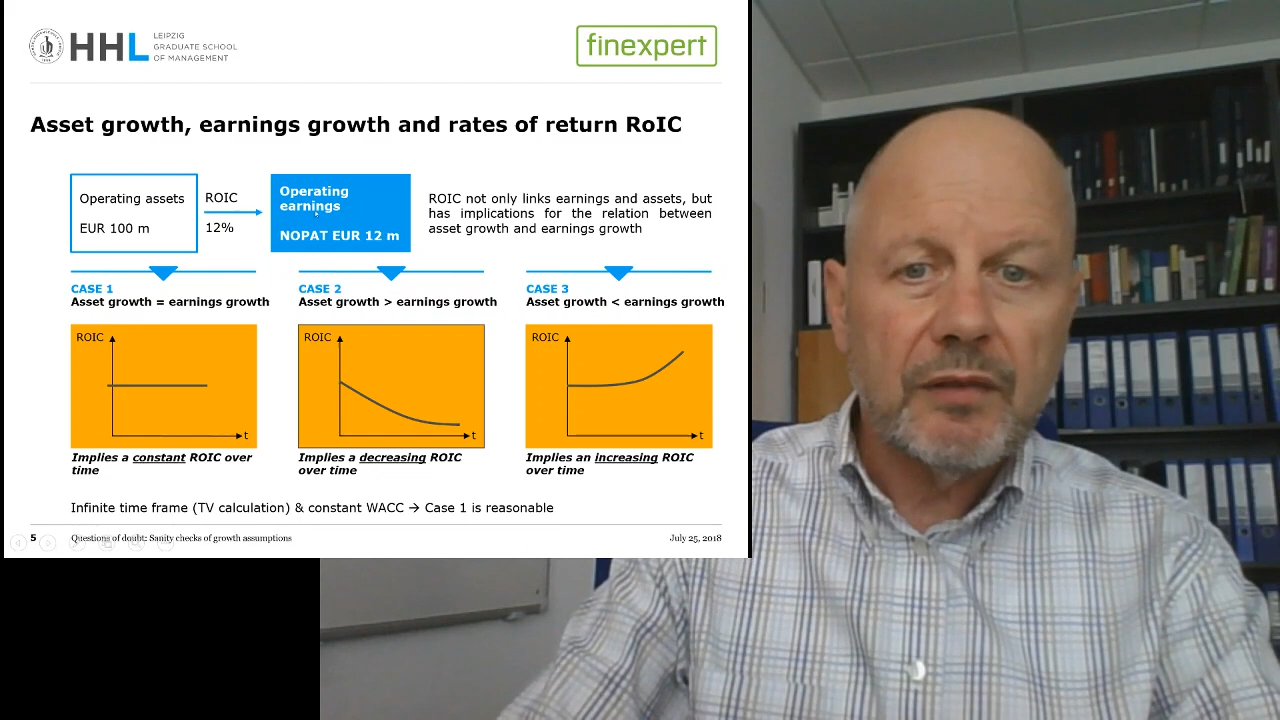 HHL
LEIPZIG
GRADUATE SCHOOL
OF MANAGEMENT
finexpert
Asset growth, earnings growth and rates of return RoIC
Operating assets
EUR 100 m
ROIC
12%
Operating
earnings
NOPAT EUR 12 m
ROIC not only links earnings and assets, but
has implications for the relation between
asset growth and earnings growth
CASE 1
Asset growth = earnings growth
ROIC
t
Implies a constant ROIC over
time
CASE 2
Asset growth > earnings growth
ROIC
t
Implies a decreasing ROIC
over time
CASE 3
Asset growth < earnings growth
ROIC
t
Implies an increasing ROIC
over time
Infinite time frame (TV calculation) & constant WACC → Case 1 is reasonable
5
Questions of doubt: Sanity checks of growth assumptions
July 25, 2018